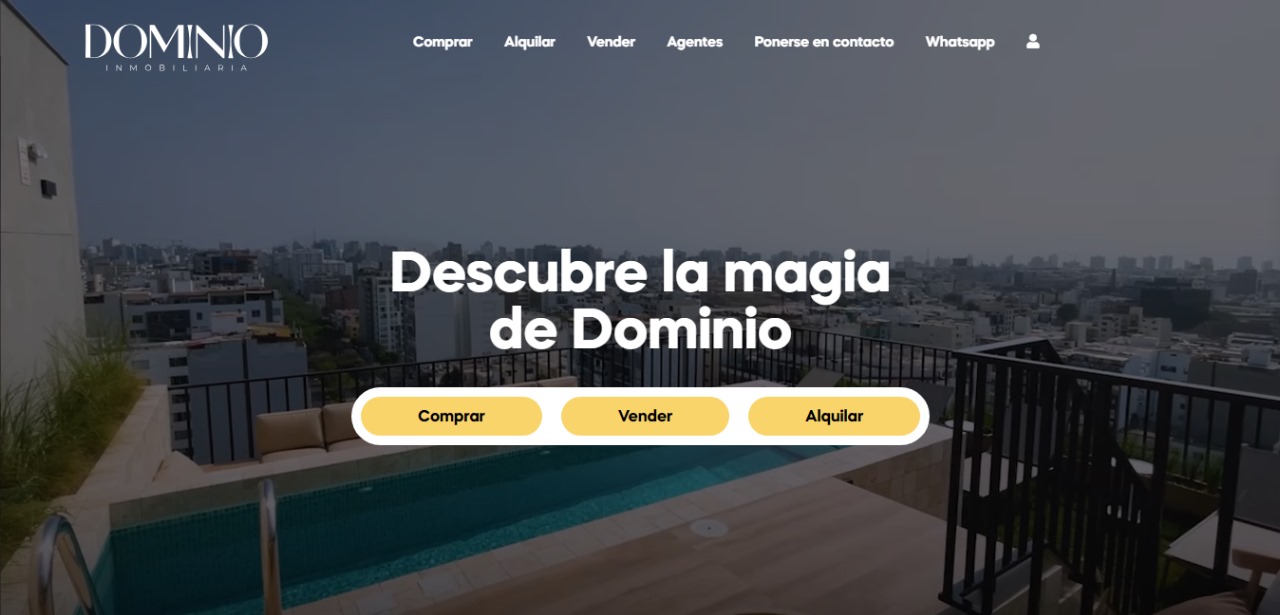 DOMINIO
INMOBILIARIA
Comprar Alquilar Vender Agentes Ponerse en contacto Whatsapp
Descubre la magia
de Dominio
Comprar Vender Alquilar